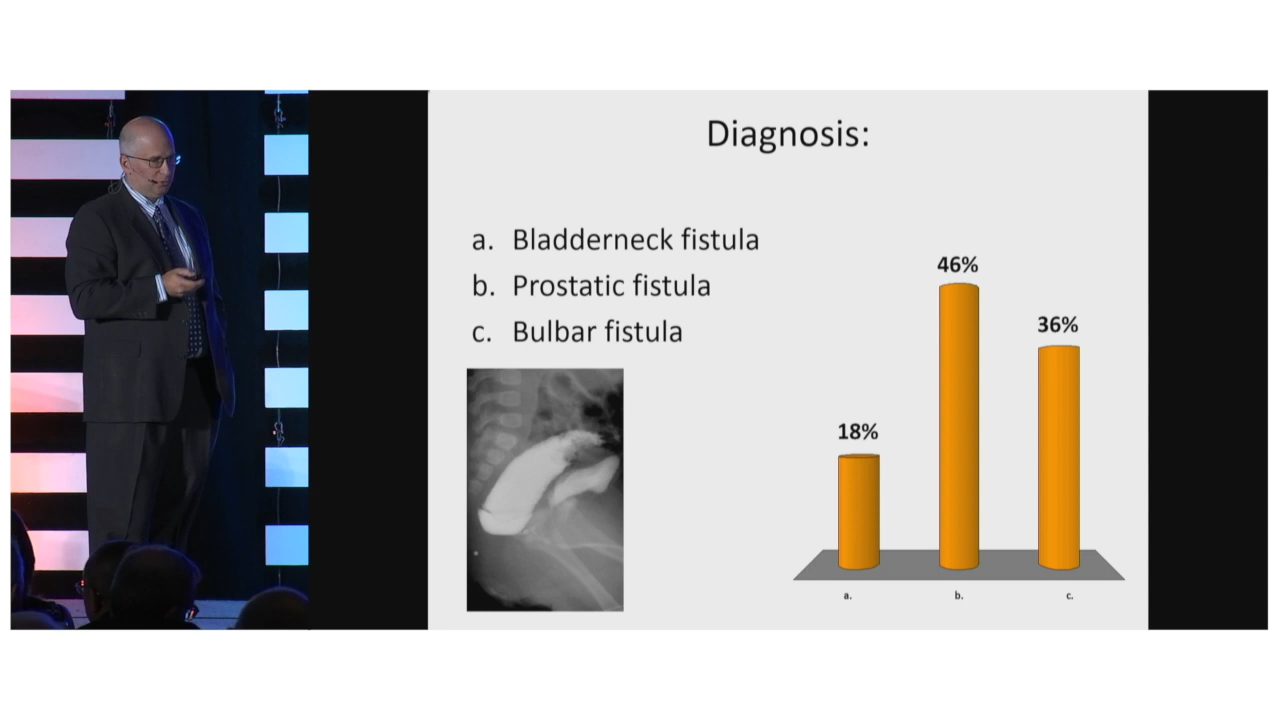 Diagnosis:
a. Bladderneck fistula
b. Prostatic fistula
c. Bulbar fistula
46%
36%
18%
a.
b.
c.